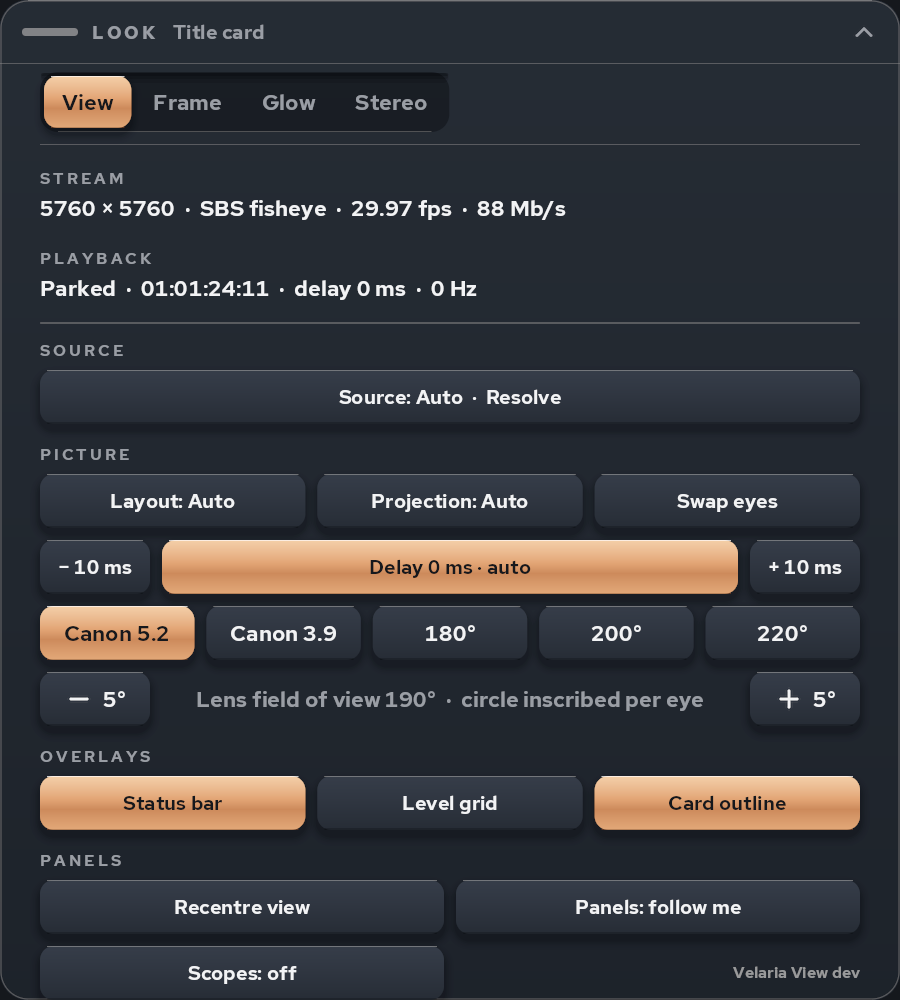 LOOK Title card
View Frame Glow Stereo
STREAM
5760 × 5760 · SBS fisheye · 29.97 fps · 88 Mb/s
PLAYBACK
Parked · 01:01:24:11 · delay 0 ms · 0 Hz
SOURCE
Source: Auto · Resolve
PICTURE
Layout: Auto Projection: Auto Swap eyes
− 10 ms Delay 0 ms · auto + 10 ms
Canon 5.2 Canon 3.9 180° 200° 220°
− 5° Lens field of view 190° · circle inscribed per eye + 5°
OVERLAYS
Status bar Level grid Card outline
PANELS
Recentre view Panels: follow me
Scopes: off Velaria View dev